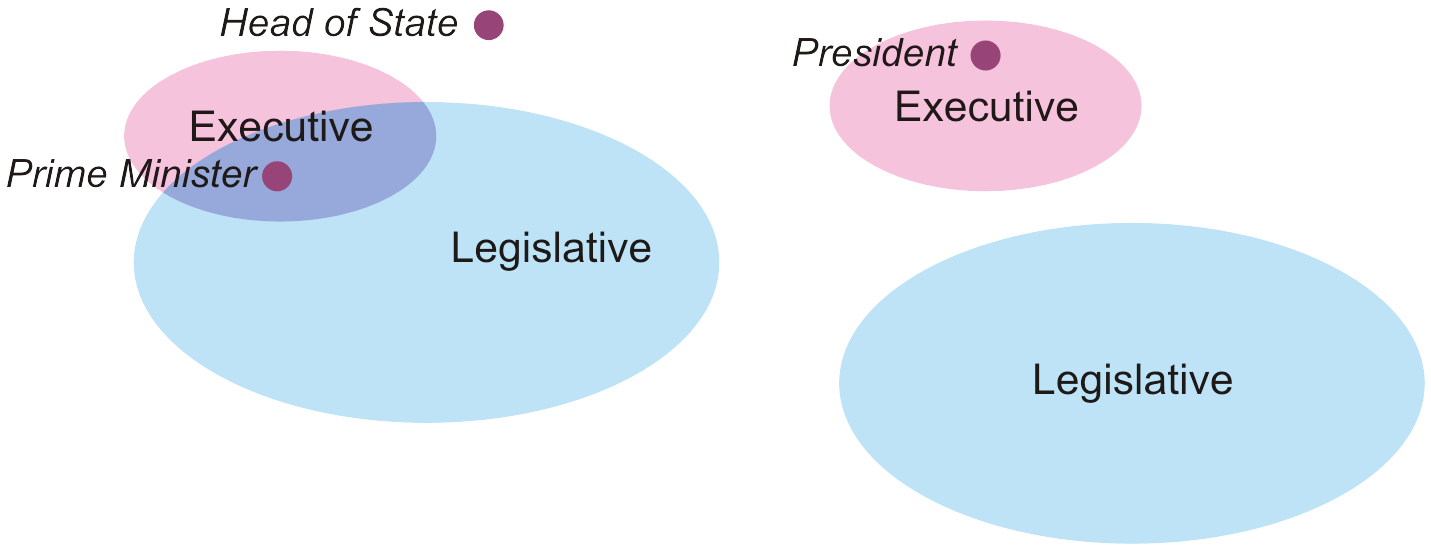 Head of State
Executive
Prime Minister
Legislative
President
Executive
Legislative